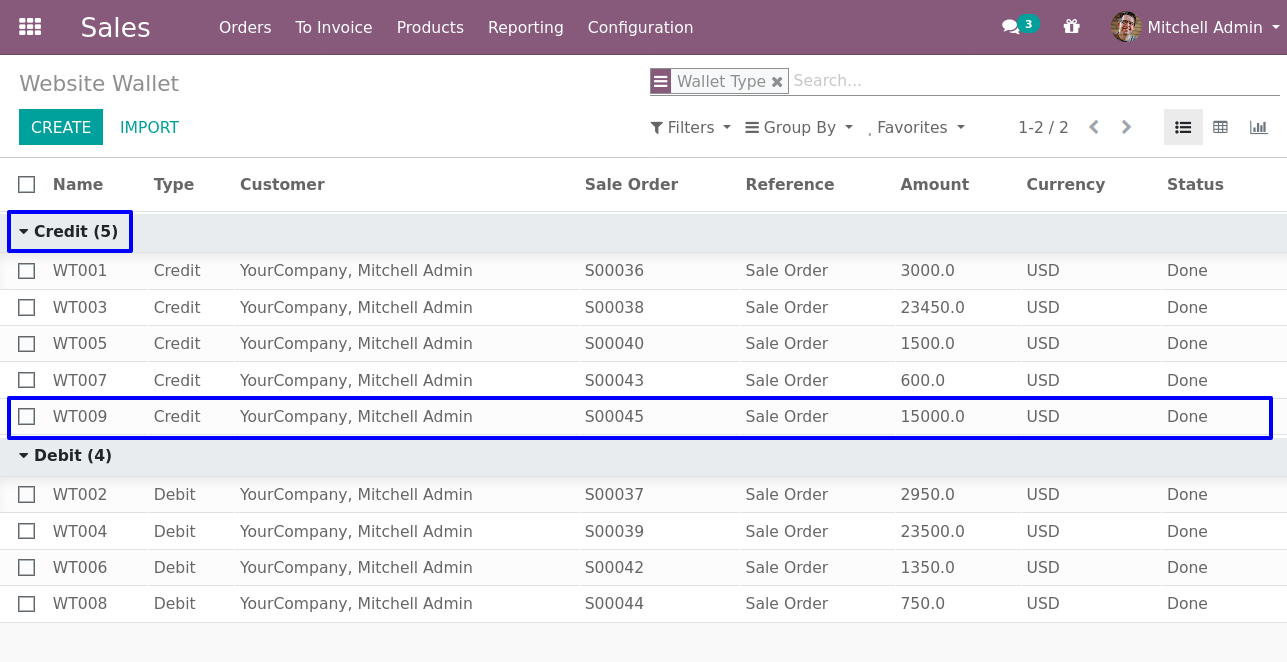 Sales Orders To Invoice Products Reporting Configuration 3 Mitchell Admin
Website Wallet Wallet Type Search...
CREATE IMPORT Filters Group By Favorites 1-2 / 2
Name Type Customer Sale Order Reference Amount Currency Status
Credit (5)
WT001 Credit YourCompany, Mitchell Admin S00036 Sale Order 3000.0 USD Done
WT003 Credit YourCompany, Mitchell Admin S00038 Sale Order 23450.0 USD Done
WT005 Credit YourCompany, Mitchell Admin S00040 Sale Order 1500.0 USD Done
WT007 Credit YourCompany, Mitchell Admin S00043 Sale Order 600.0 USD Done
WT009 Credit YourCompany, Mitchell Admin S00045 Sale Order 15000.0 USD Done
Debit (4)
WT002 Debit YourCompany, Mitchell Admin S00037 Sale Order 2950.0 USD Done
WT004 Debit YourCompany, Mitchell Admin S00039 Sale Order 23500.0 USD Done
WT006 Debit YourCompany, Mitchell Admin S00042 Sale Order 1350.0 USD Done
WT008 Debit YourCompany, Mitchell Admin S00044 Sale Order 750.0 USD Done